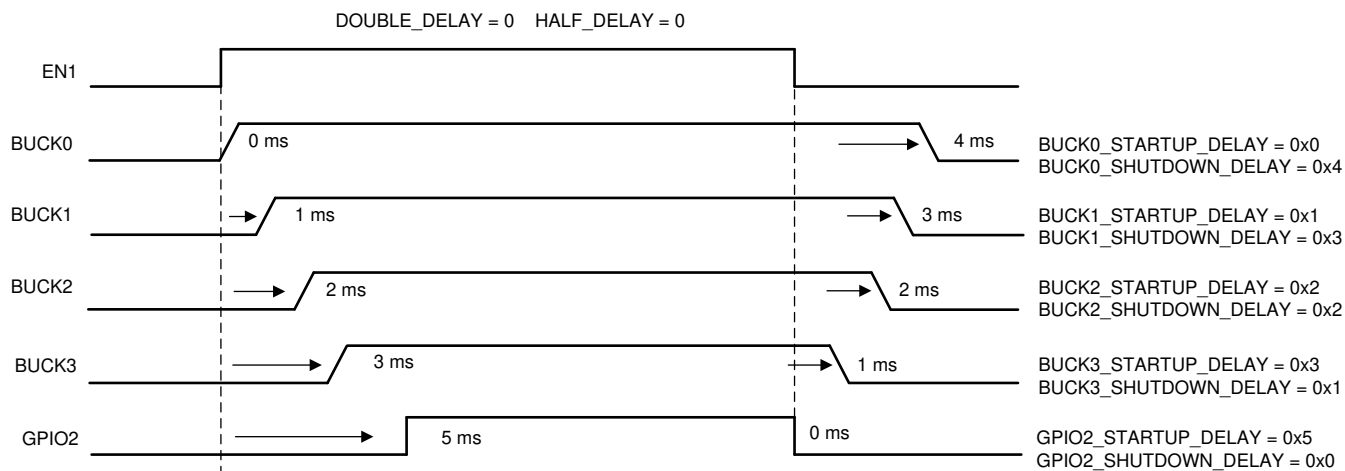 DOUBLE_DELAY = 0 HALF_DELAY = 0
EN1
BUCK0
0 ms
4 ms
BUCK0_STARTUP_DELAY = 0x0
BUCK0_SHUTDOWN_DELAY = 0x4
BUCK1
1 ms
3 ms
BUCK1_STARTUP_DELAY = 0x1
BUCK1_SHUTDOWN_DELAY = 0x3
BUCK2
2 ms
2 ms
BUCK2_STARTUP_DELAY = 0x2
BUCK2_SHUTDOWN_DELAY = 0x2
BUCK3
3 ms
1 ms
BUCK3_STARTUP_DELAY = 0x3
BUCK3_SHUTDOWN_DELAY = 0x1
GPIO2
5 ms
0 ms
GPIO2_STARTUP_DELAY = 0x5
GPIO2_SHUTDOWN_DELAY = 0x0